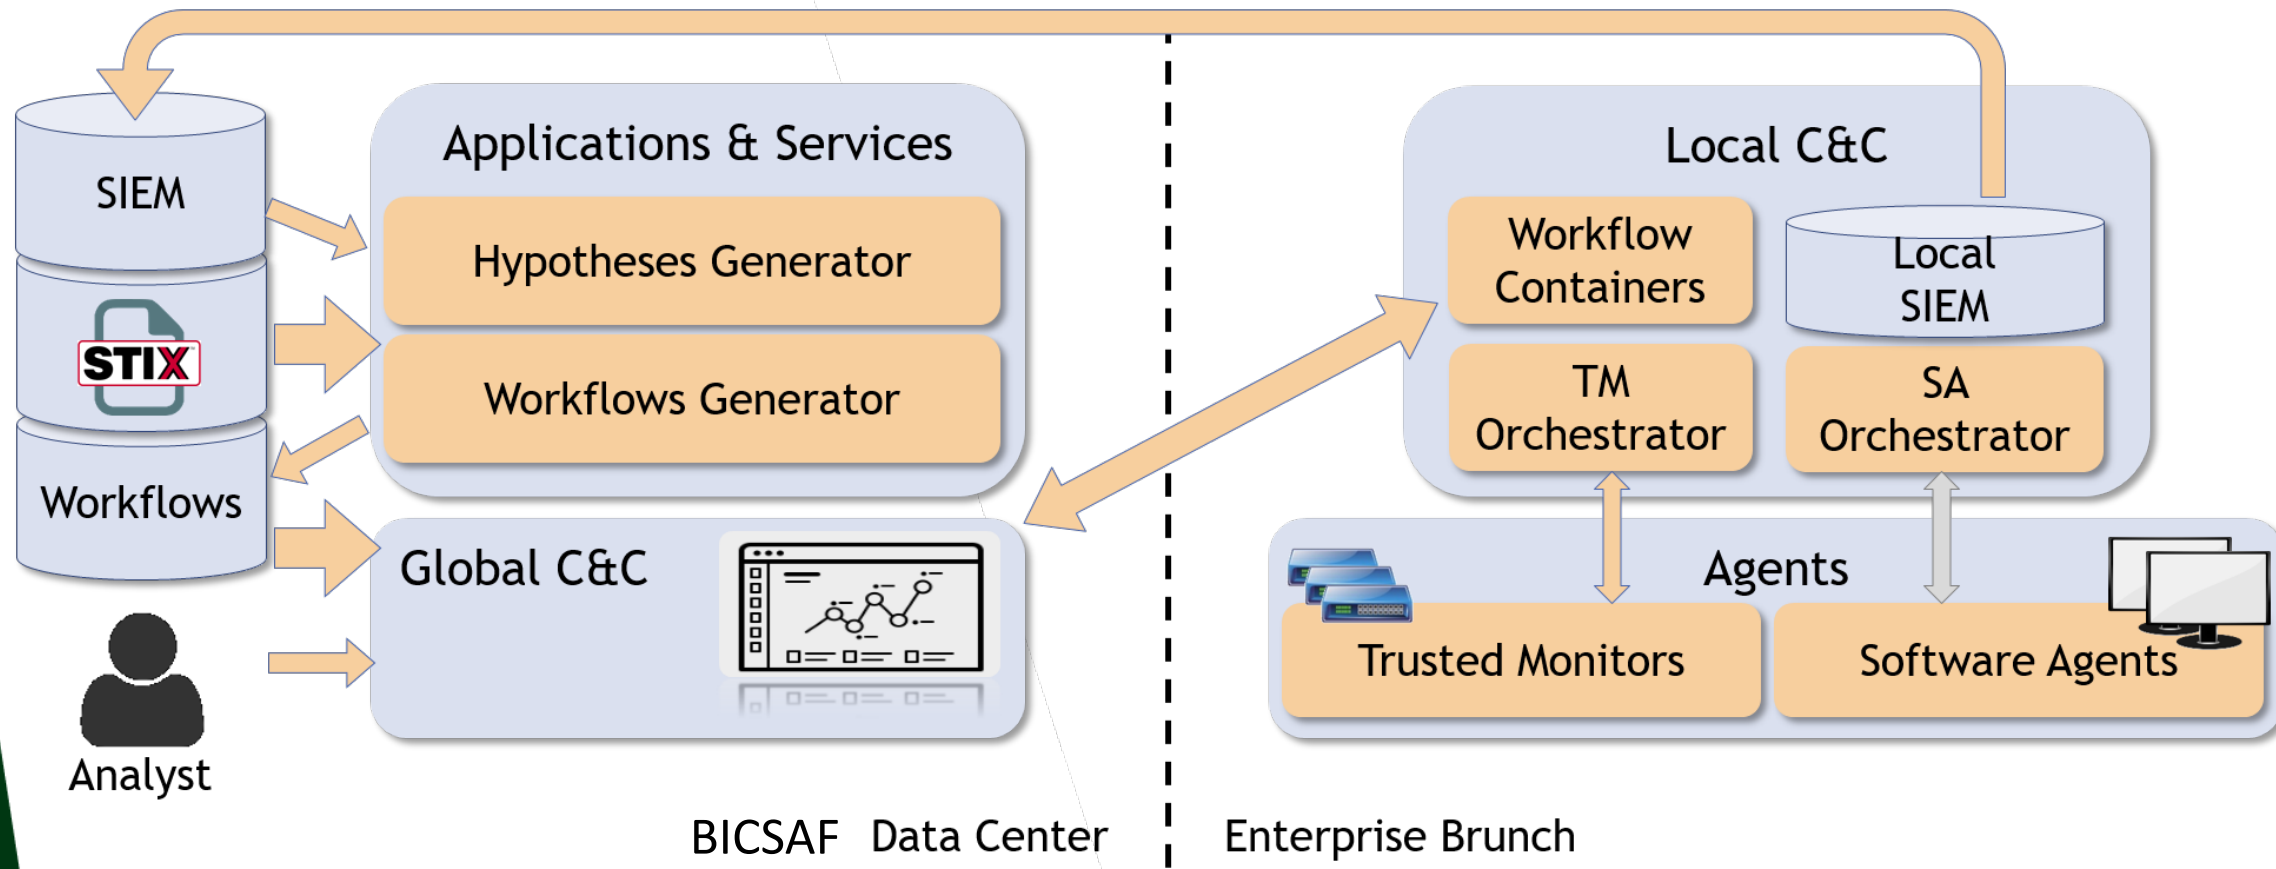 SIEM
STIX
Workflows
Analyst
Applications & Services
Hypotheses Generator
Workflows Generator
Global C&C
BICSAF Data Center
Local C&C
Workflow
Containers
Local
SIEM
TM
Orchestrator
SA
Orchestrator
Agents
Trusted Monitors
Software Agents
Enterprise Brunch